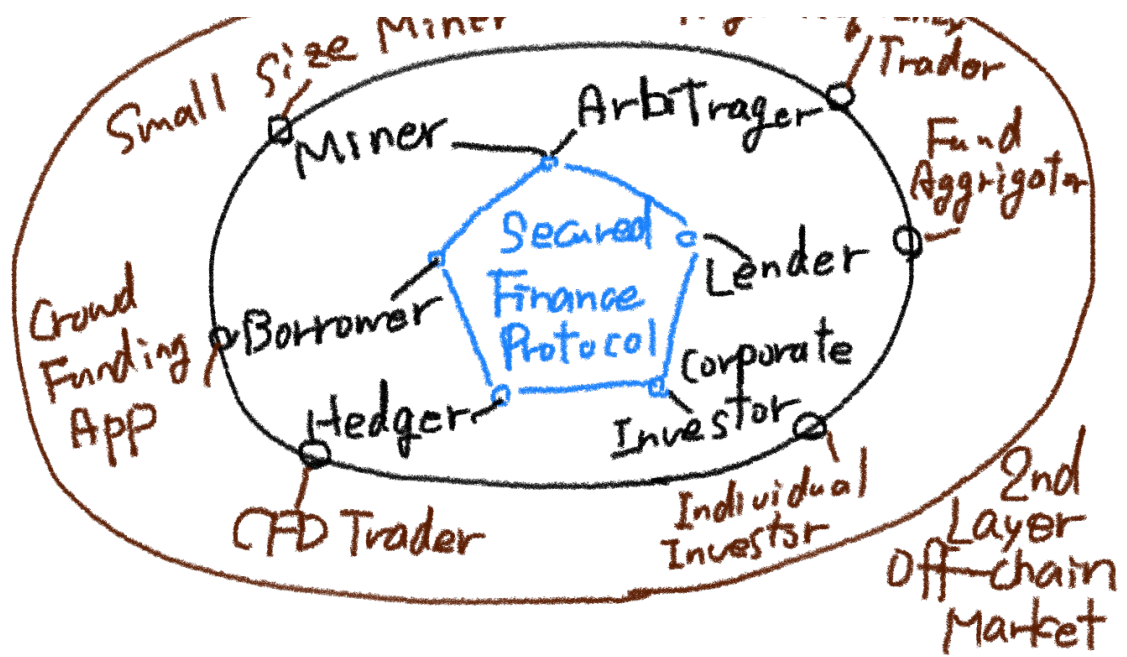 Small Size Miner
Trador
Miner
Arbitrager
Fund
Aggrigator
Secured
Finance
Protocol
Lender
Crowd
Funding
App
Borrower
Corporate
Investor
Hedger
CFD Trader
Individual
Investor
2nd
Layer
Off-chain
Market